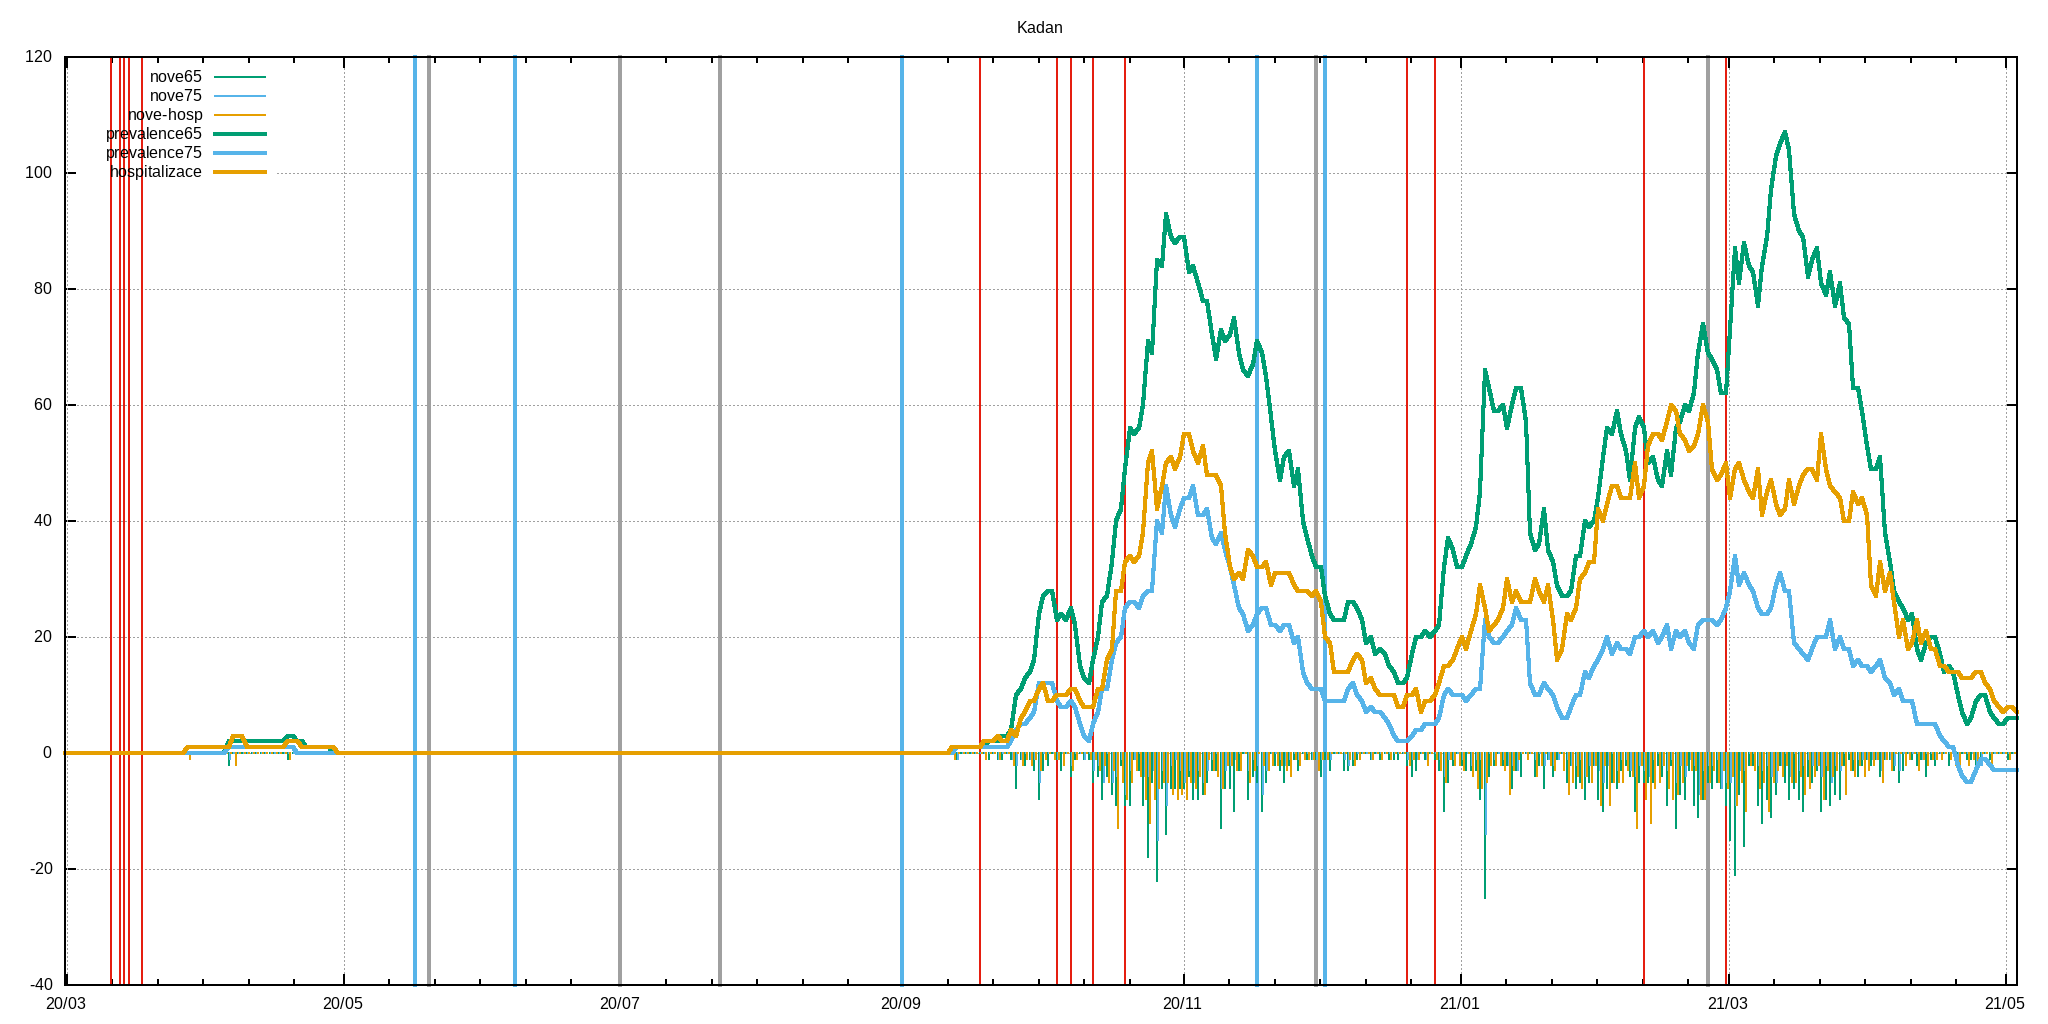 Kadan
120
100
80
60
40
20
0
-20
-40
nove65
nove75
nove-hosp
prevalence65
prevalence75
hospitalizace
20/03 20/05 20/07 20/09 20/11 21/01 21/03 21/05